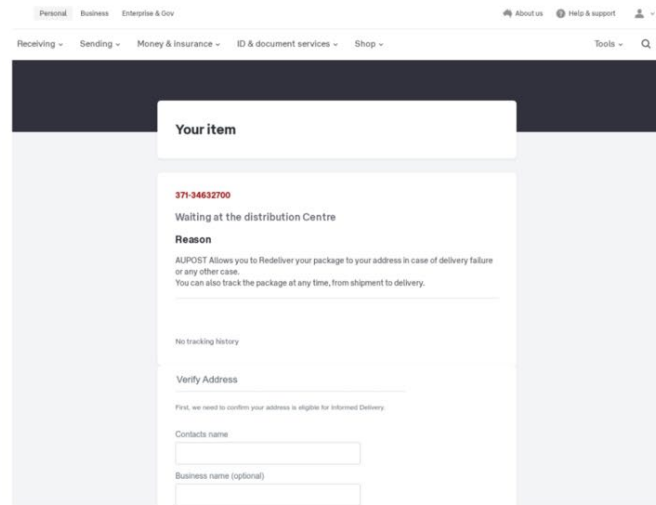 Personal Business Enterprise & Gov About us Help & support
Receiving Sending Money & insurance ID & document services Shop Tools
Your item
371-34632700
Waiting at the distribution Centre
Reason
AUPOST Allows you to Redeliver your package to your address in case of delivery failure
or any other case.
You can also track the package at any time, from shipment to delivery.
No tracking history
Verify Address
First, we need to confirm your address is eligible for Informed Delivery.
Contacts name
Business name (optional)